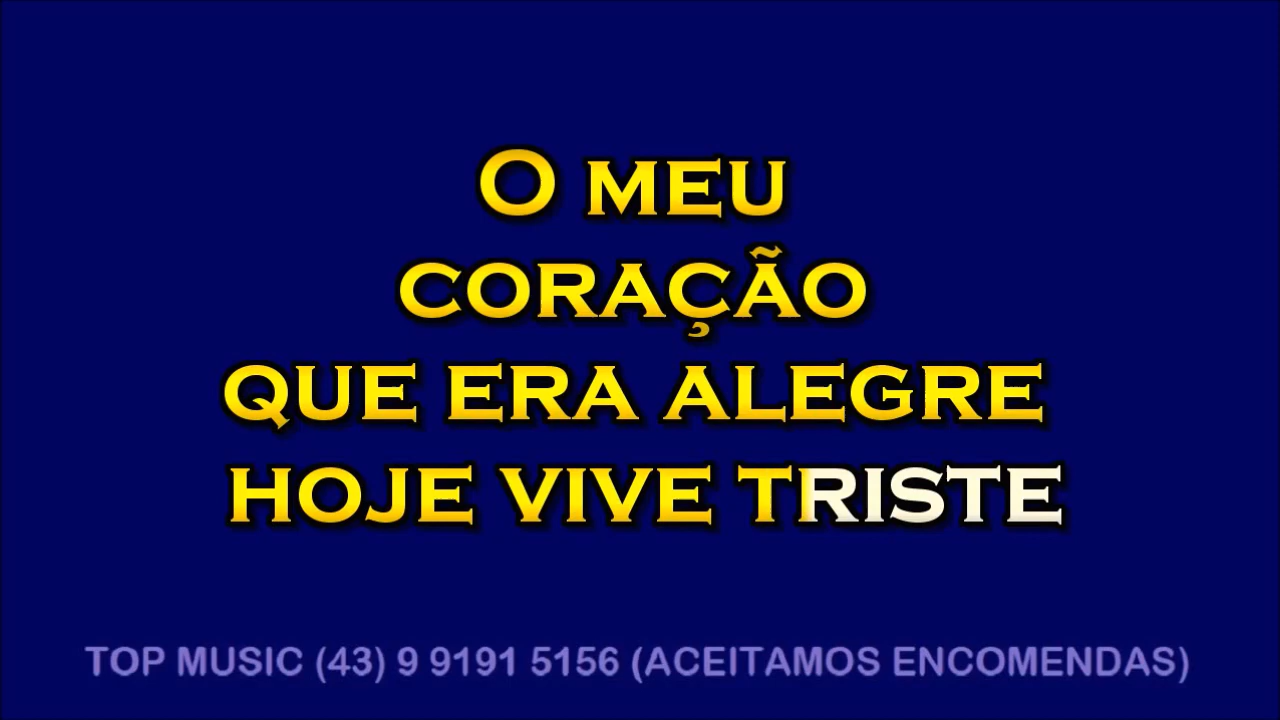 O MEU
CORAÇÃO
QUE ERA ALEGRE
HOJE VIVE TRISTE
TOP MUSIC (43) 9 9191 5156 (ACEITAMOS ENCOMENDAS)